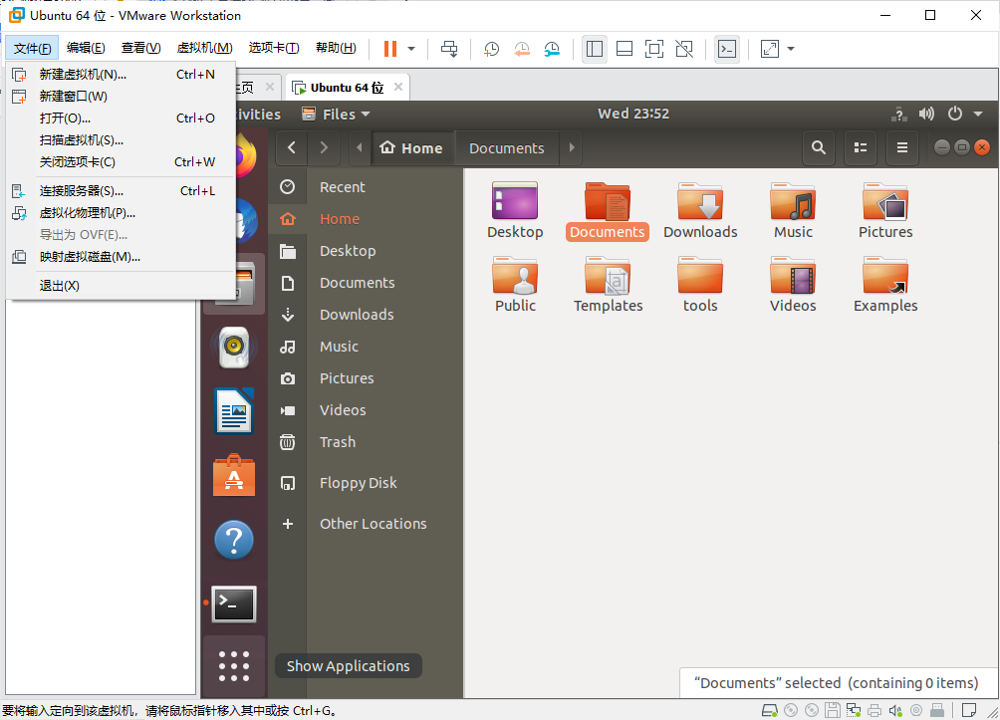 Ubuntu 64 位 - VMware Workstation
文件(F) 编辑(E) 查看(V) 虚拟机(M) 选项卡(T) 帮助(H)
新建虚拟机(N)... Ctrl+N
新建窗口(W)
打开(O)... Ctrl+O
扫描虚拟机(S)...
关闭选项卡(C) Ctrl+W
连接服务器(S)... Ctrl+L
虚拟化物理机(P)...
导出为 OVF(E)...
映射虚拟磁盘(M)...
退出(X)
页 Ubuntu 64 位
ivities Files Wed 23:52
Home Documents
Recent
Home
Desktop
Documents
Downloads
Music
Pictures
Videos
Trash
Floppy Disk
Other Locations
Desktop Documents Downloads Music Pictures
Public Templates tools Videos Examples
Show Applications
“Documents” selected (containing 0 items)
要将输入定向到该虚拟机，请将鼠标指针移入其中或按 Ctrl+G。